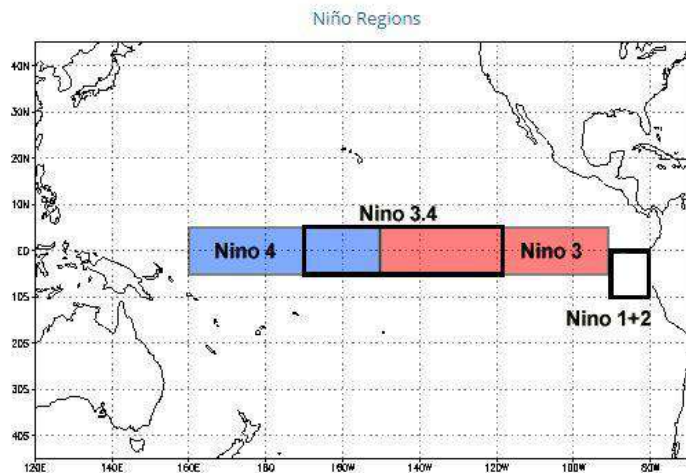 Niño Regions
40N
30N
20N
10N
EQ
10S
20S
30S
40S
Nino 3.4
Nino 4
Nino 3
Nino 1+2
120E 140E 160E 180 160W 140W 120W 100W 80W